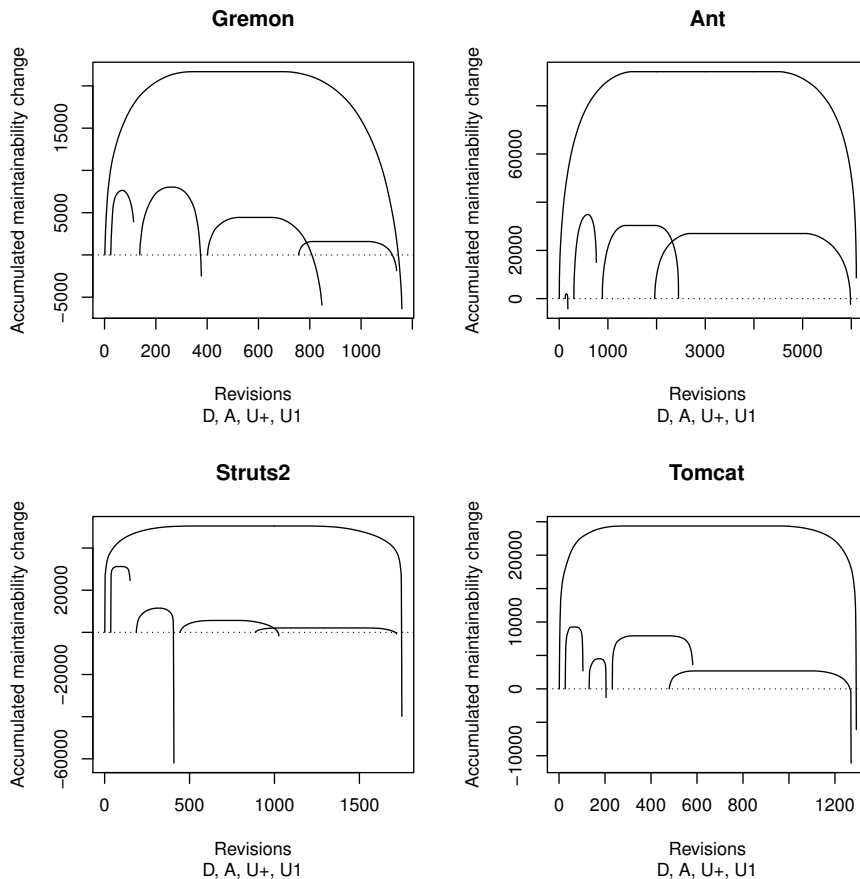 Gremon
Accumulated maintainability change
−5000 5000 15000
0 200 400 600 800 1000
Revisions
D, A, U+, U1
Ant
Accumulated maintainability change
0 20000 60000
0 1000 3000 5000
Revisions
D, A, U+, U1
Struts2
Accumulated maintainability change
−60000 −20000 20000
0 500 1000 1500
Revisions
D, A, U+, U1
Tomcat
Accumulated maintainability change
−10000 0 10000 20000
0 200 400 600 800 1200
Revisions
D, A, U+, U1